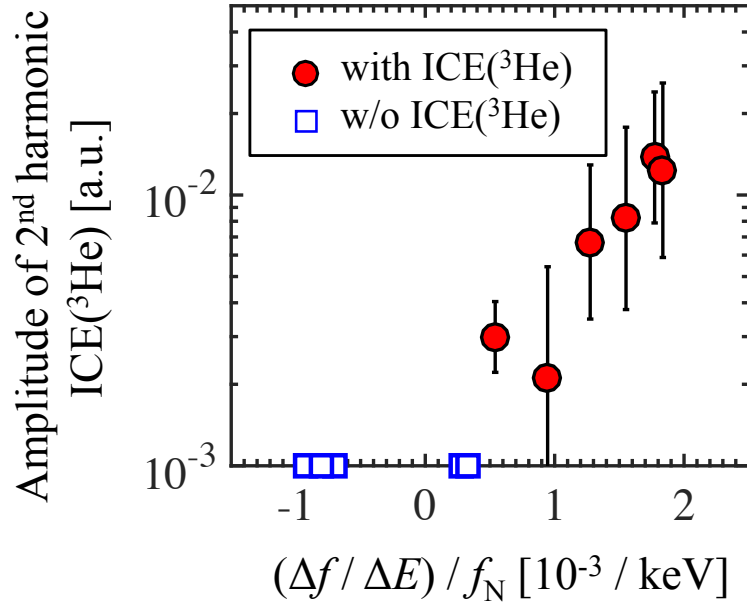 with ICE(³He)
w/o ICE(³He)
Amplitude of 2ⁿᵈ harmonic
ICE(³He) [a.u.]
10⁻²
10⁻³
-1 0 1 2
(Δf / ΔE) / f_N [10⁻³ / keV]